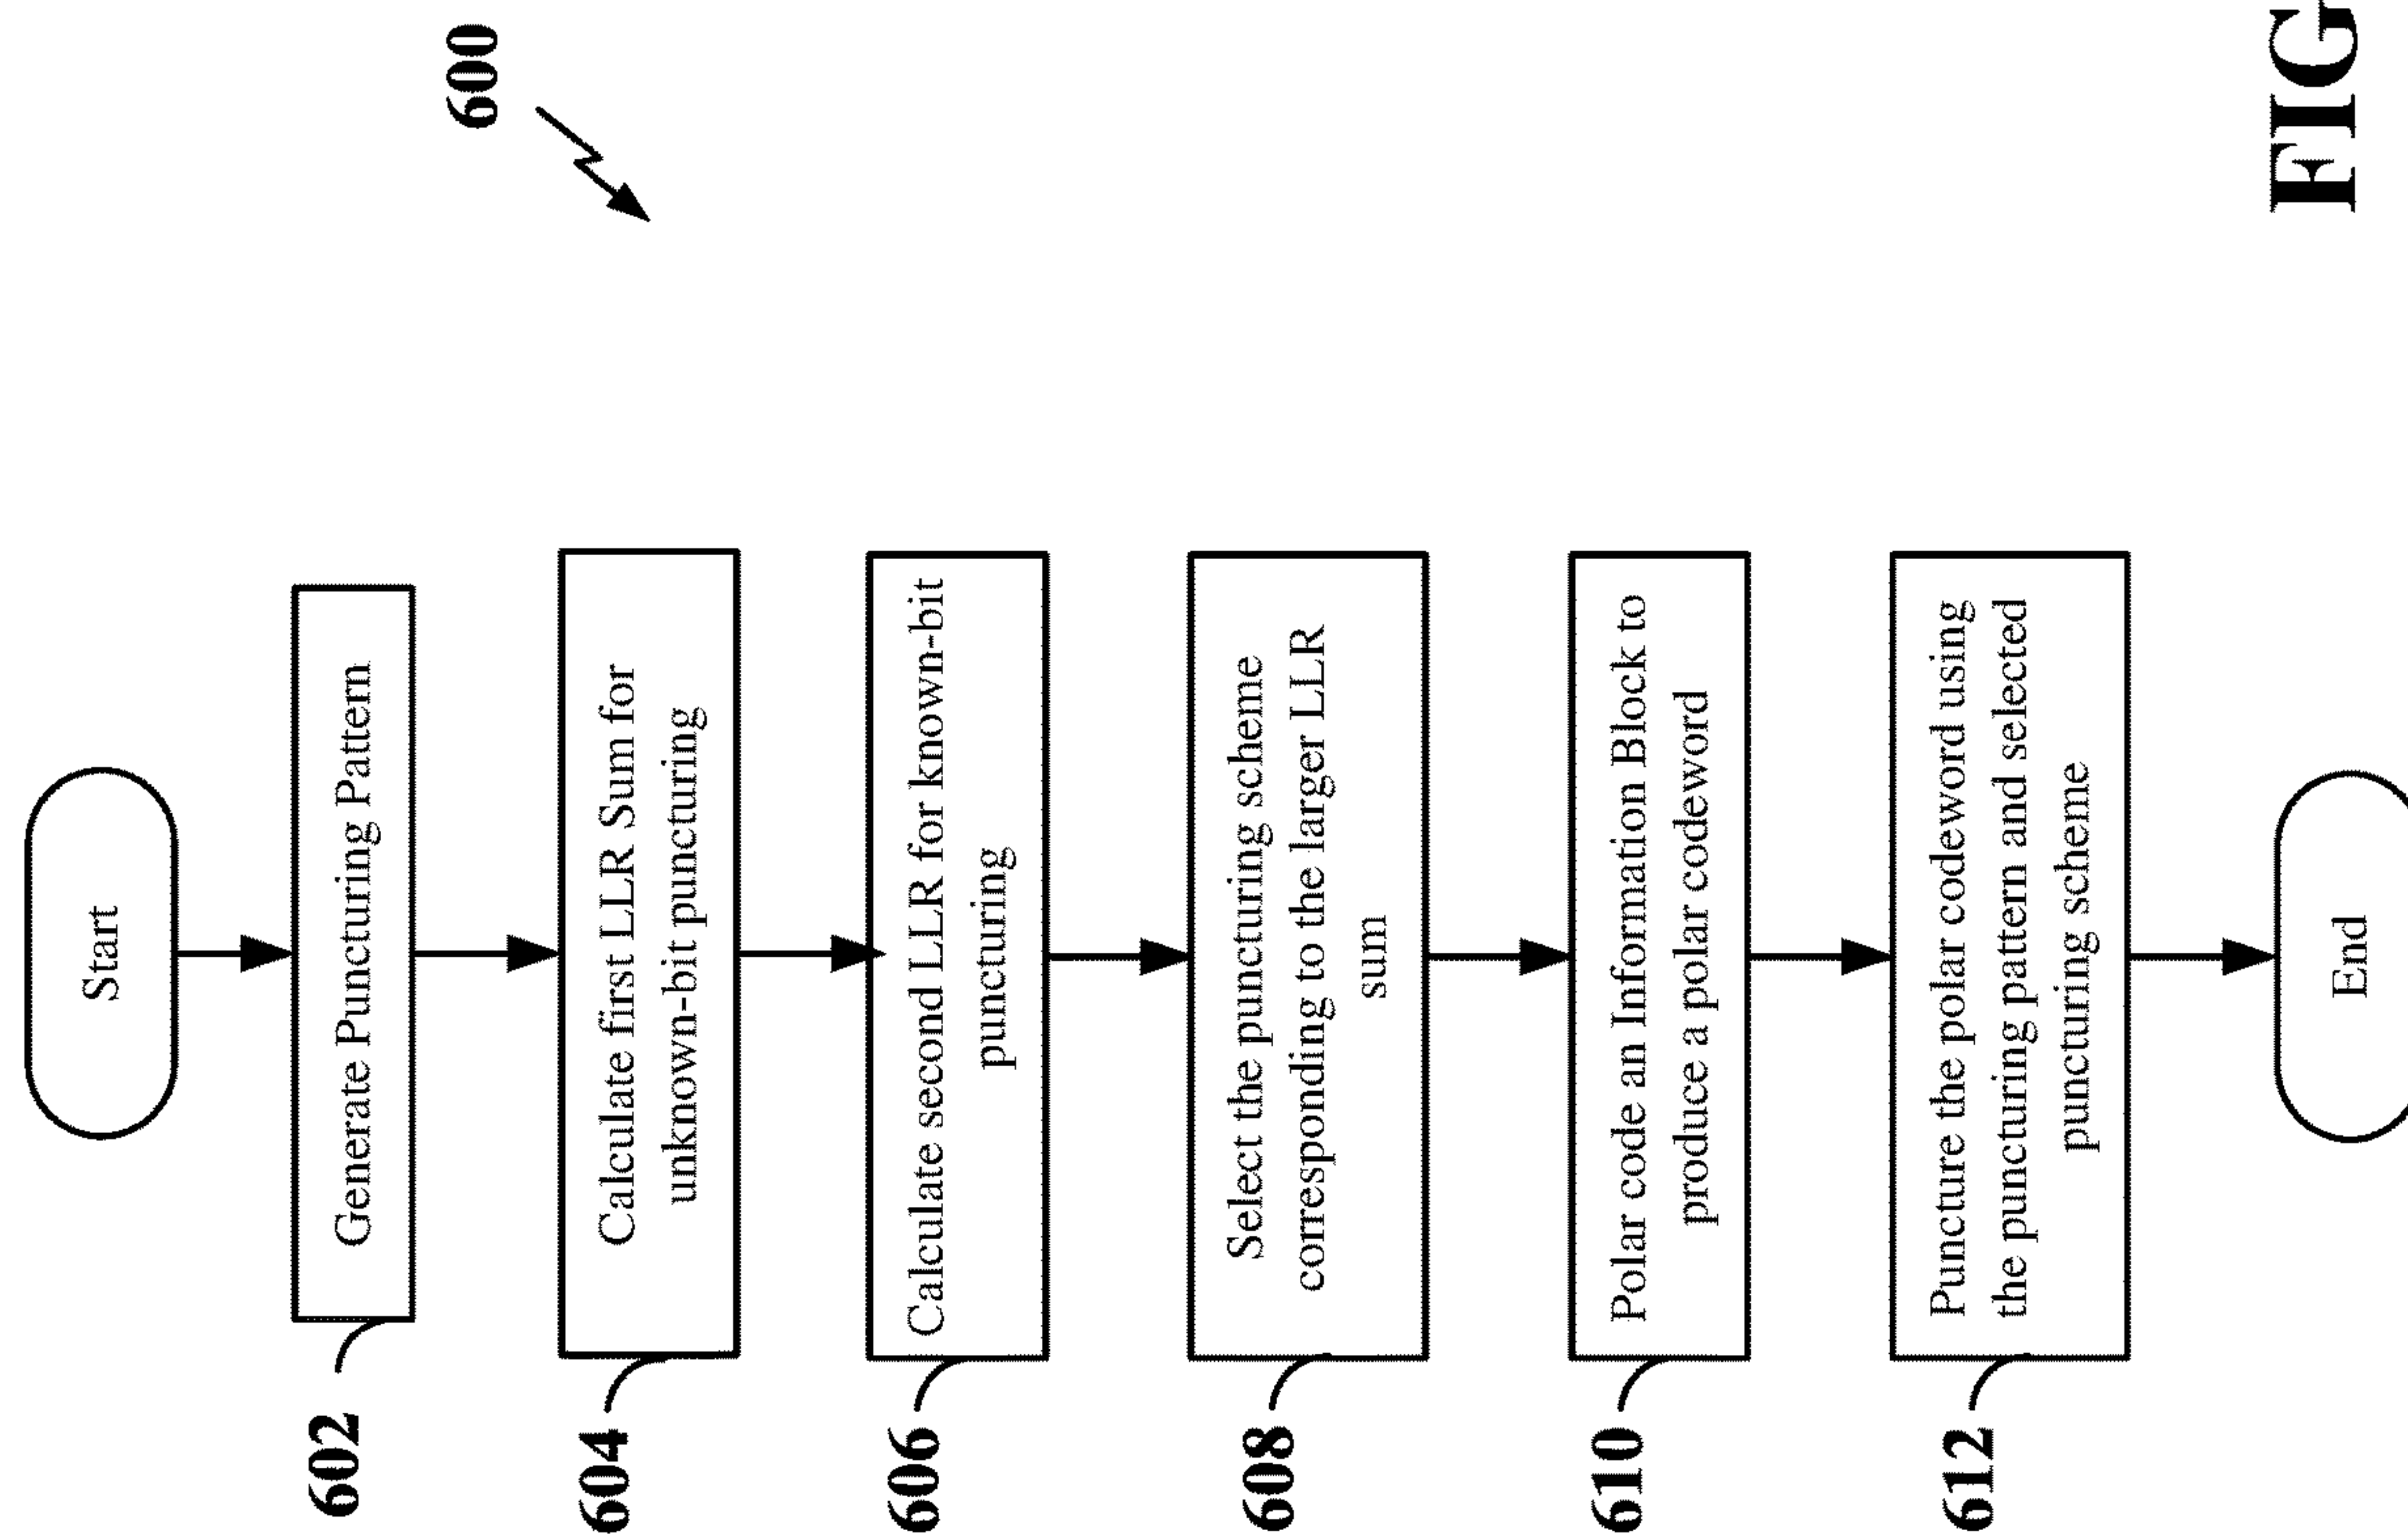 600
Start
602
Generate Puncturing Pattern
604
Calculate first LLR Sum for
unknown-bit puncturing
606
Calculate second LLR for known-bit
puncturing
608
Select the puncturing scheme
corresponding to the larger LLR
sum
610
Polar code an Information Block to
produce a polar codeword
612
Puncture the polar codeword using
the puncturing pattern and selected
puncturing scheme
End
FIG